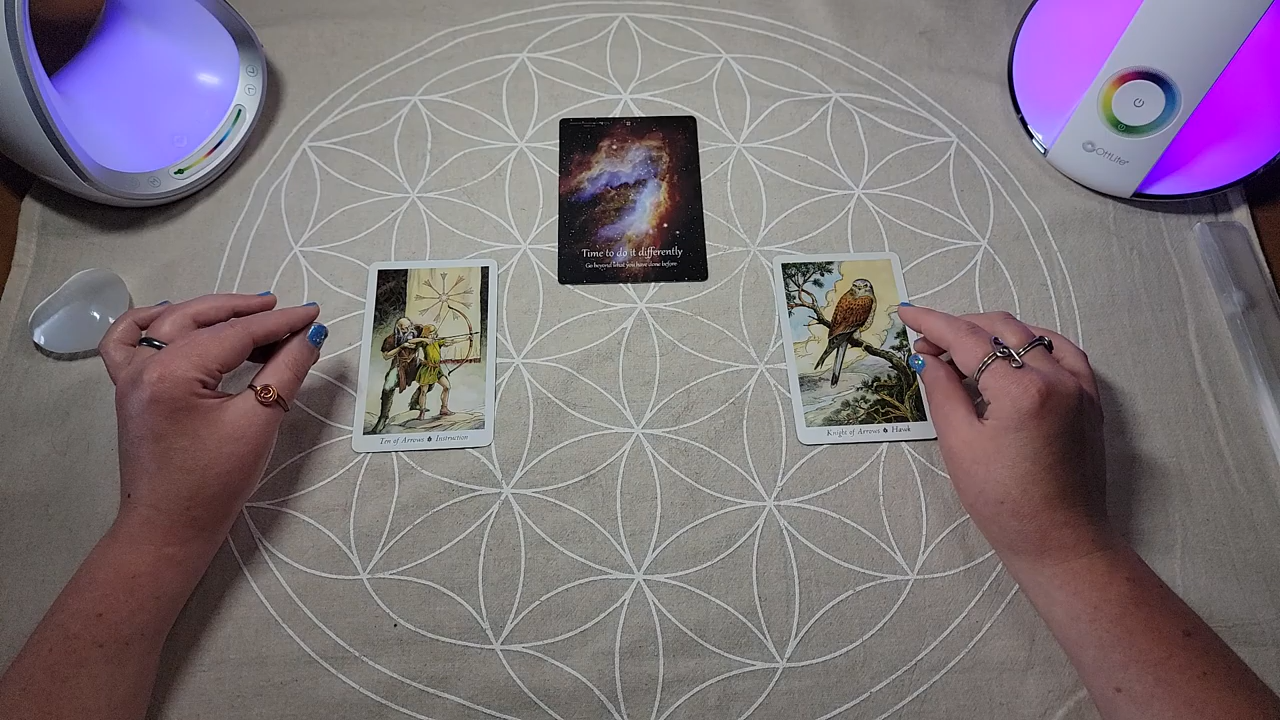 OttLite
Time to do it differently
Go beyond what you have done before
Ten of Arrows Instruction
Knight of Arrows Hawk